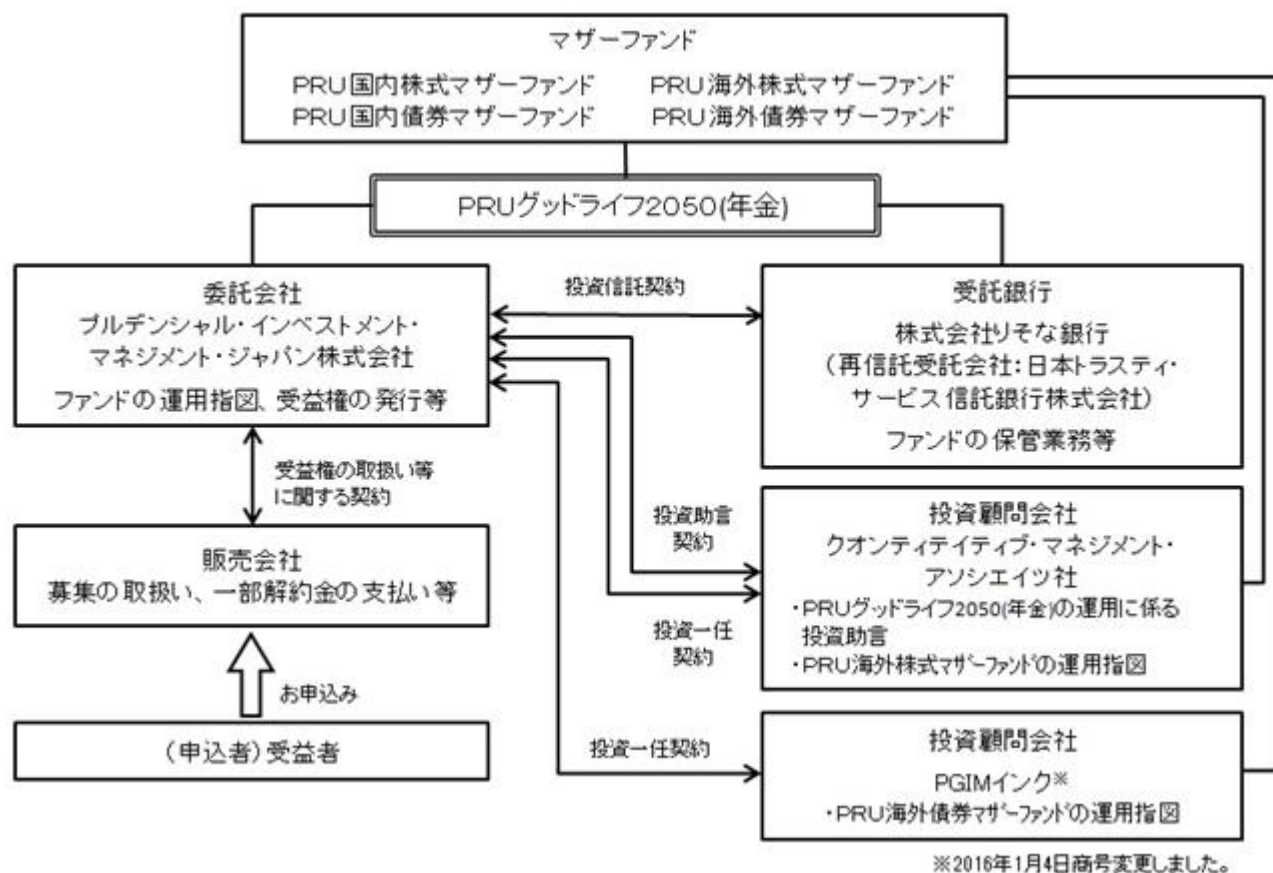 マザーファンド
PRU国内株式マザーファンド PRU海外株式マザーファンド
PRU国内債券マザーファンド PRU海外債券マザーファンド
PRUグッドライフ2050(年金)
委託会社
プルデンシャル・インベストメント・
マネジメント・ジャパン株式会社
ファンドの運用指図、受益権の発行等
投資信託契約
受託銀行
株式会社りそな銀行
(再信託受託会社:日本トラスティ・
サービス信託銀行株式会社)
ファンドの保管業務等
受益権の取扱い等
に関する契約
販売会社
募集の取扱い、一部解約金の支払い等
お申込み
(申込者)受益者
投資助言
契約
投資一任
契約
投資顧問会社
クオンティテイティブ・マネジメント・
アソシエイツ社
・PRUグッドライフ2050(年金)の運用に係る
投資助言
・PRU海外株式マザーファンドの運用指図
投資一任契約
投資顧問会社
PGIMインク※
・PRU海外債券マザーファンドの運用指図
※2016年1月4日商号変更しました。